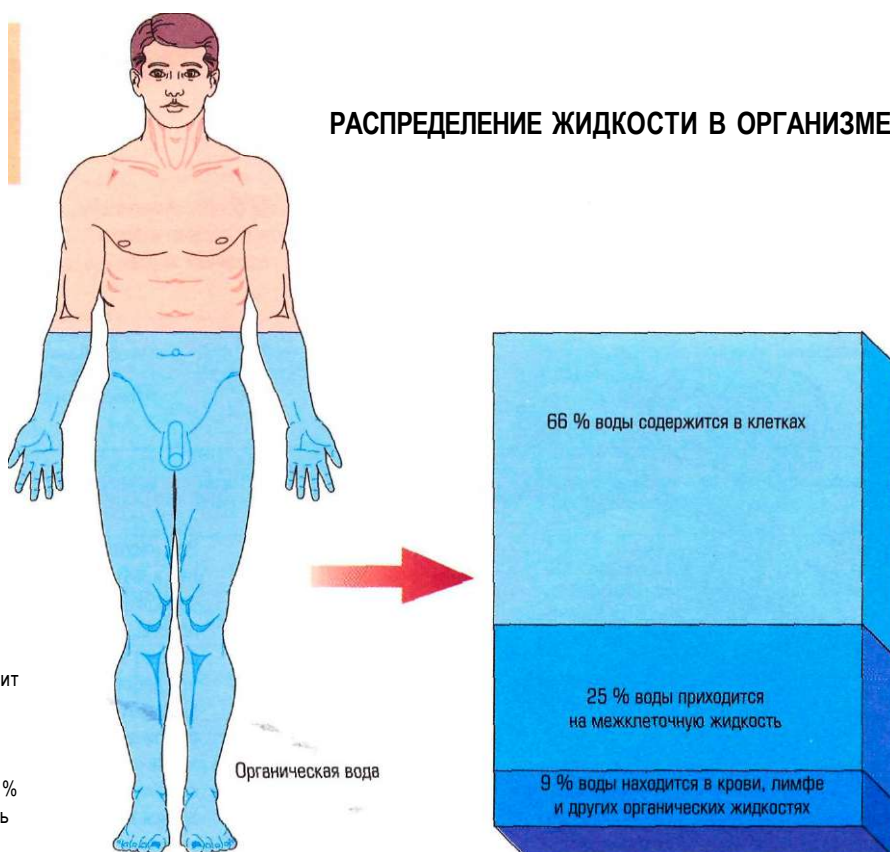 РАСПРЕДЕЛЕНИЕ ЖИДКОСТИ В ОРГАНИЗМЕ
66 % воды содержится в клетках
25 % воды приходится
на межклеточную жидкость
9 % воды находится в крови, лимфе
и других органических жидкостях
Органическая вода
ит
%
ь